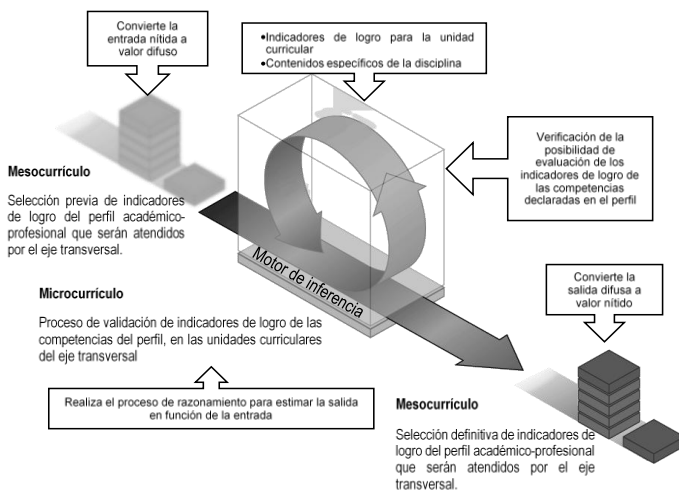 Convierte la
entrada nítida a
valor difuso
•Indicadores de logro para la unidad
curricular
•Contenidos específicos de la disciplina
Verificación de la
posibilidad de
evaluación de los
indicadores de logro de
las competencias
declaradas en el perfil
Mesocurrículo
Selección previa de indicadores
de logro del perfil académico-
profesional que serán atendidos
por el eje transversal.
Motor de inferencia
Microcurrículo
Proceso de validación de indicadores de logro de las
competencias del perfil, en las unidades curriculares
del eje transversal
Realiza el proceso de razonamiento para estimar la salida
en función de la entrada
Convierte la
salida difusa a
valor nítido
Mesocurrículo
Selección definitiva de indicadores de
logro del perfil académico-profesional
que serán atendidos por el eje
transversal.